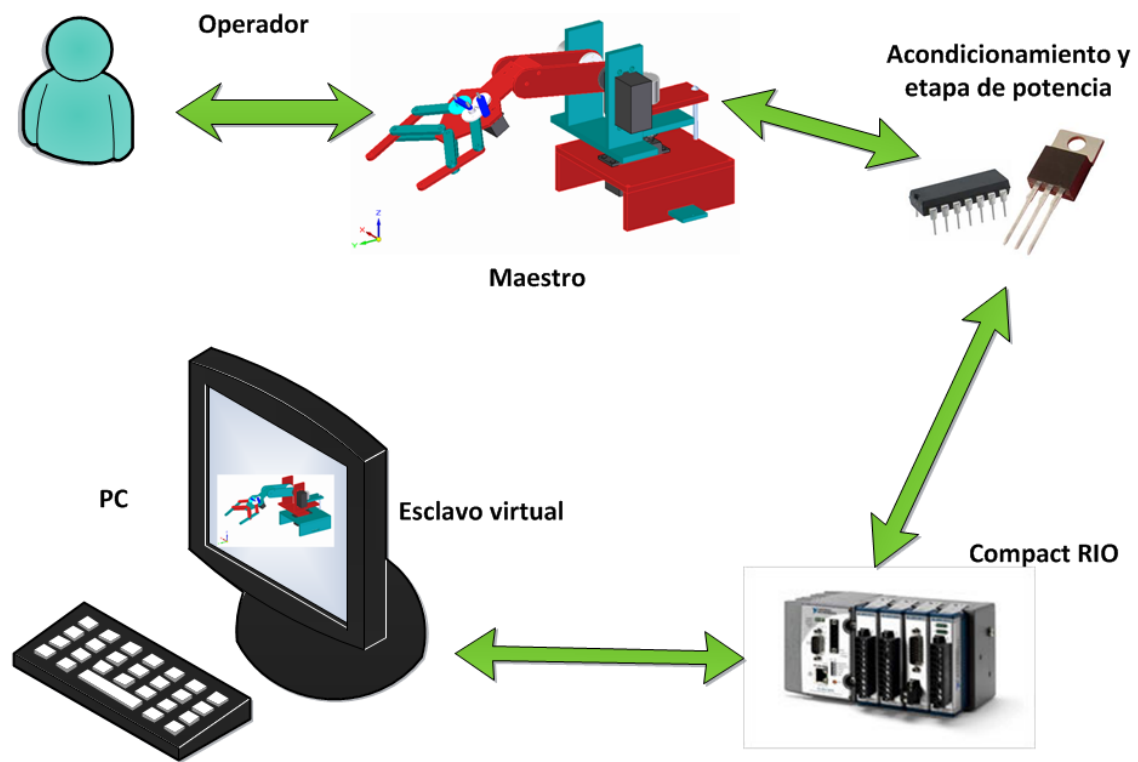 Operador
Acondicionamiento y
etapa de potencia
Maestro
Z
X
Y
PC
Esclavo virtual
Compact RIO